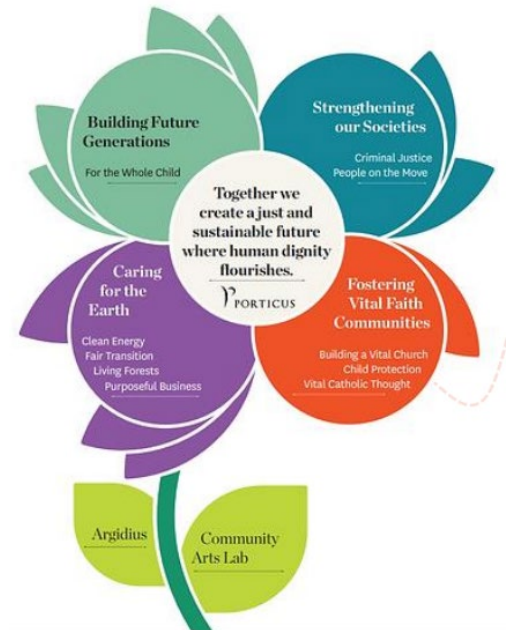 Building Future
Generations
For the Whole Child
Strengthening
our Societies
Criminal Justice
People on the Move
Together we
create a just and
sustainable future
where human dignity
flourishes.
PORTICUS
Caring
for the
Earth
Clean Energy
Fair Transition
Living Forests
Purposeful Business
Fostering
Vital Faith
Communities
Building a Vital Church
Child Protection
Vital Catholic Thought
Argidius
Community
Arts Lab